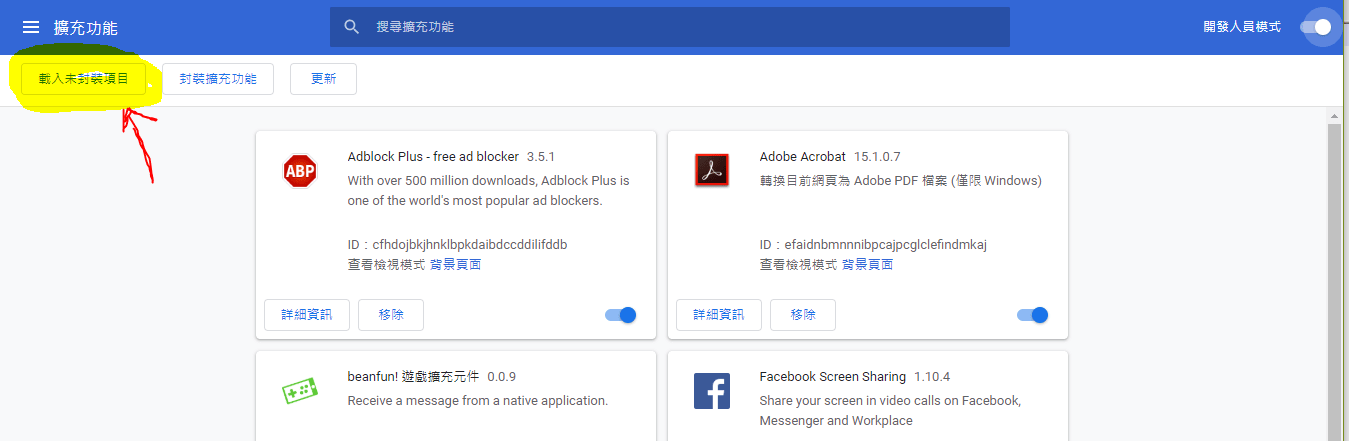 擴充功能
搜尋擴充功能
開發人員模式
載入未封裝項目
封裝擴充功能
更新
ABP
Adblock Plus - free ad blocker 3.5.1
With over 500 million downloads, Adblock Plus is
one of the world's most popular ad blockers.
ID：cfhdojbkjhnklbpkdaibdccddilifddb
查看檢視模式 背景頁面
詳細資訊
移除
Adobe Acrobat 15.1.0.7
轉換目前網頁為 Adobe PDF 檔案 (僅限 Windows)
ID：efaidnbmnnnibpcajpcglclefindmkaj
查看檢視模式 背景頁面
詳細資訊
移除
beanfun! 遊戲擴充元件 0.0.9
Receive a message from a native application.
Facebook Screen Sharing 1.10.4
Share your screen in video calls on Facebook,
Messenger and Workplace